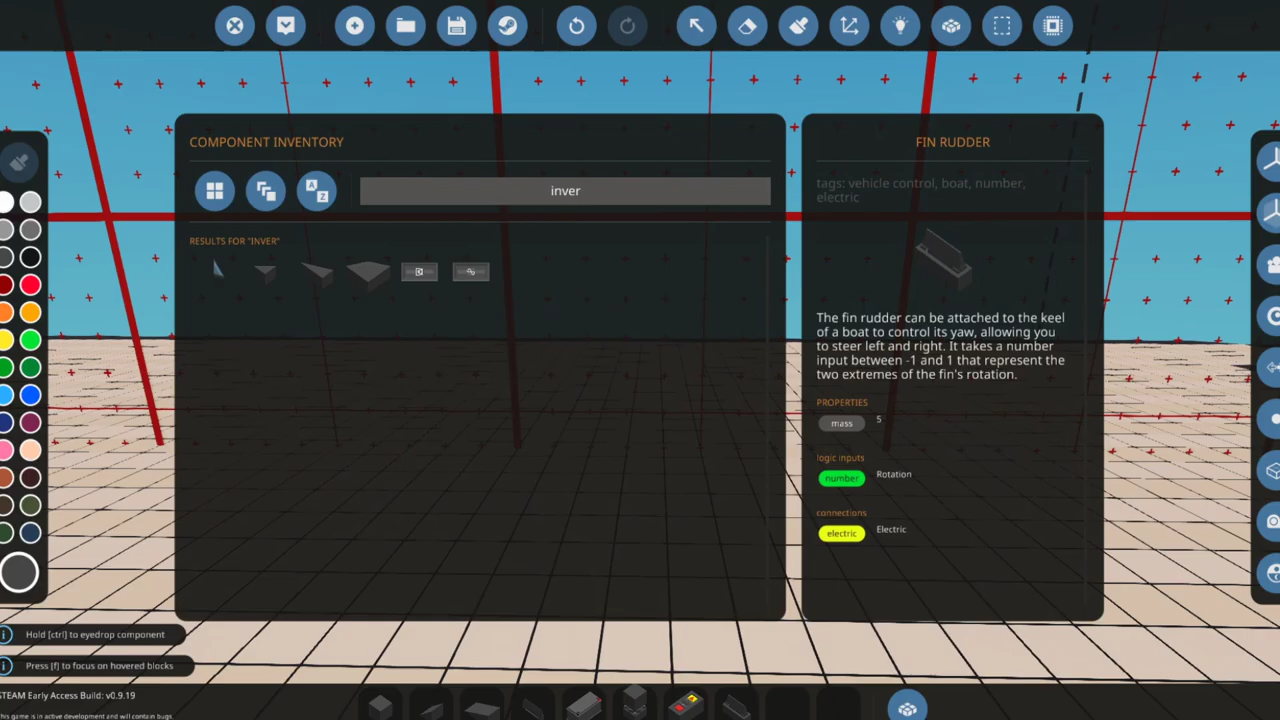 COMPONENT INVENTORY
A
Z
inver
RESULTS FOR "INVER"
FIN RUDDER
tags: vehicle control, boat, number,
electric
The fin rudder can be attached to the keel
of a boat to control its yaw, allowing you
to steer left and right. It takes a number
input between -1 and 1 that represent the
two extremes of the fin's rotation.
PROPERTIES
mass 5
logic inputs
number Rotation
connections
electric Electric
Hold [ctrl] to eyedrop component
Press [f] to focus on hovered blocks
STEAM Early Access Build: v0.9.19
This game is in active development and will contain bugs.